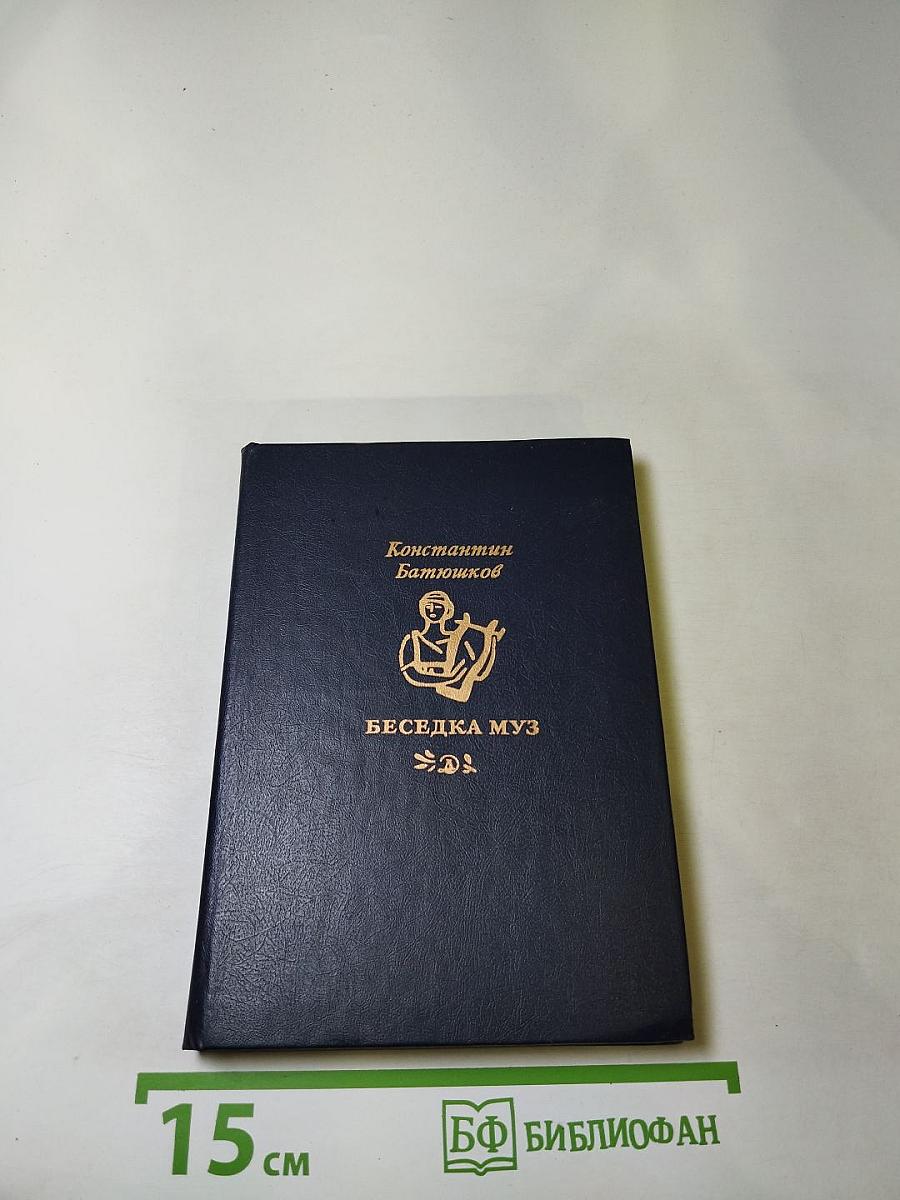 Константин
Батюшков
БЕСЕДКА МУЗ
15 см
БФ БИБЛИОФАН